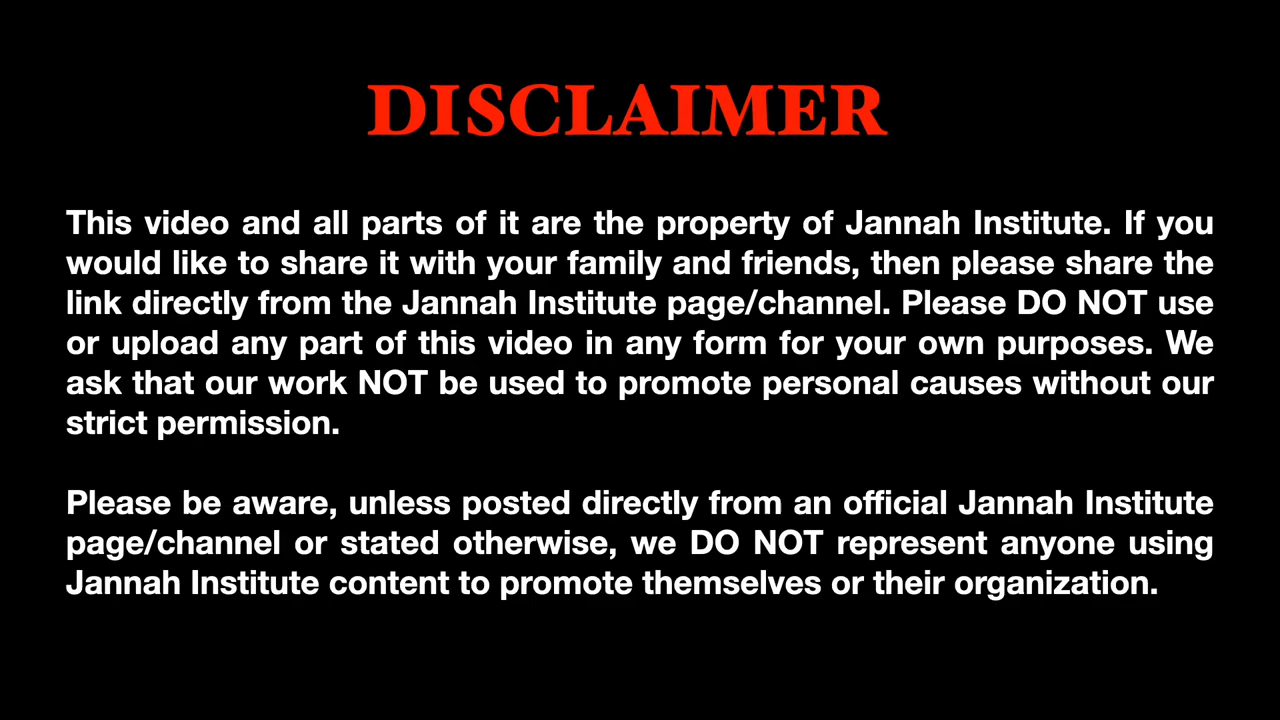 DISCLAIMER
This video and all parts of it are the property of Jannah Institute. If you
would like to share it with your family and friends, then please share the
link directly from the Jannah Institute page/channel. Please DO NOT use
or upload any part of this video in any form for your own purposes. We
ask that our work NOT be used to promote personal causes without our
strict permission.
Please be aware, unless posted directly from an official Jannah Institute
page/channel or stated otherwise, we DO NOT represent anyone using
Jannah Institute content to promote themselves or their organization.